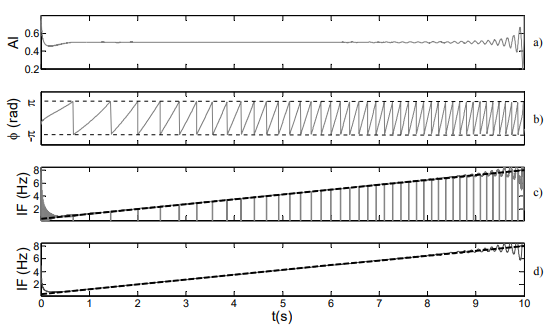 0.6
0.4
0.2
AI
a)
π
-π
ϕ (rad)
b)
8
6
4
2
IF (Hz)
c)
8
6
4
2
IF (Hz)
d)
0 1 2 3 4 5 6 7 8 9 10
t(s)